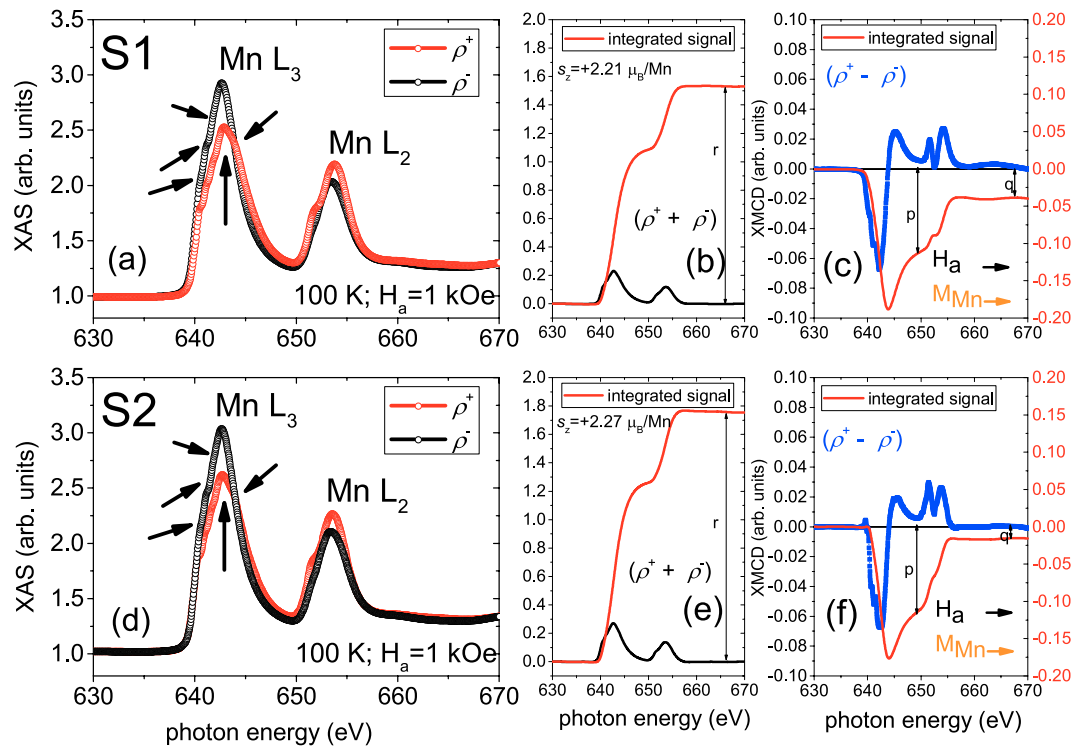 S1
Mn L3
ρ+
ρ-
Mn L2
(a)
100 K; Ha=1 kOe
XAS (arb. units)
3.5
3.0
2.5
2.0
1.5
1.0
630 640 650 660 670
integrated signal
sz=+2.21 μB/Mn
r
(ρ+ + ρ-)
(b)
2.0
1.8
1.6
1.4
1.2
1.0
0.8
0.6
0.4
0.2
0.0
630 640 650 660 670
integrated signal
(ρ+ - ρ-)
p
q
(c)
Ha
MMn
XMCD (arb. units)
0.10
0.08
0.06
0.04
0.02
0.00
-0.02
-0.04
-0.06
-0.08
-0.10
0.20
0.15
0.10
0.05
0.00
-0.05
-0.10
-0.15
-0.20
630 640 650 660 670
S2
Mn L3
ρ+
ρ-
Mn L2
(d)
100 K; Ha=1 kOe
XAS (arb. units)
3.5
3.0
2.5
2.0
1.5
1.0
630 640 650 660 670
photon energy (eV)
integrated signal
sz=+2.27 μB/Mn
r
(ρ+ + ρ-)
(e)
2.0
1.8
1.6
1.4
1.2
1.0
0.8
0.6
0.4
0.2
0.0
630 640 650 660 670
photon energy (eV)
integrated signal
(ρ+ - ρ-)
p
q
(f)
Ha
MMn
XMCD (arb. units)
0.10
0.08
0.06
0.04
0.02
0.00
-0.02
-0.04
-0.06
-0.08
-0.10
0.20
0.15
0.10
0.05
0.00
-0.05
-0.10
-0.15
-0.20
630 640 650 660 670
photon energy (eV)